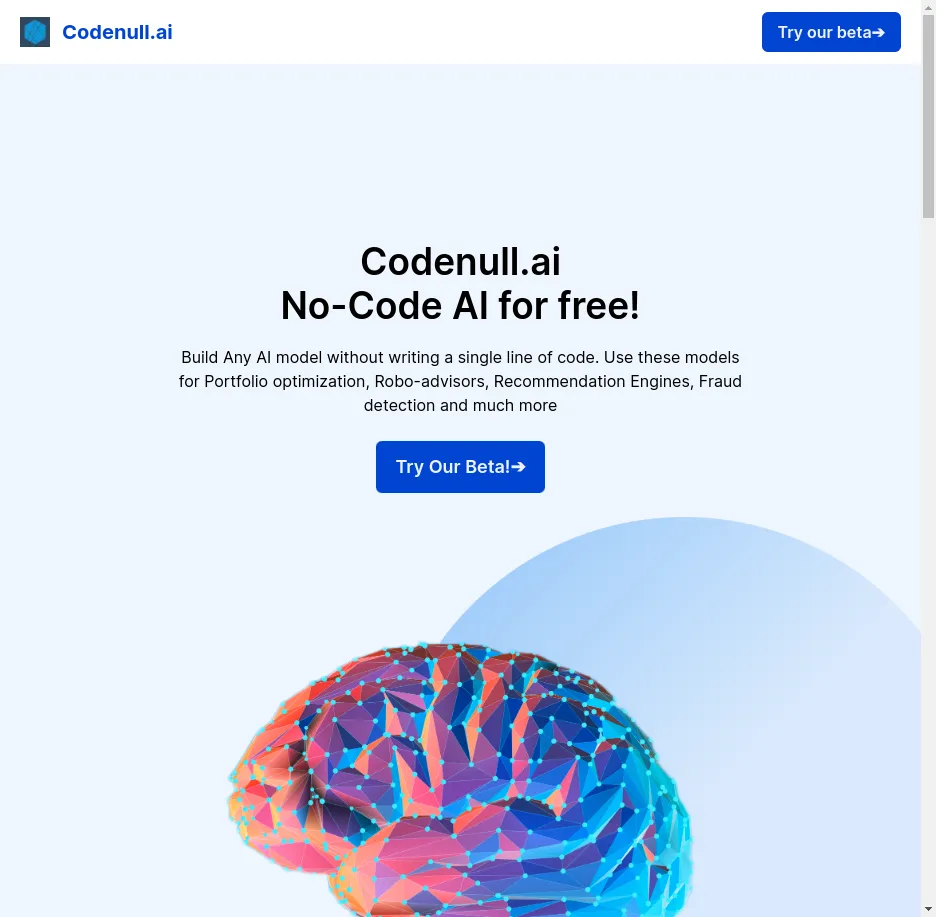 Codenull.ai
Try our beta➔
Codenull.ai
No-Code AI for free!
Build Any AI model without writing a single line of code. Use these models
for Portfolio optimization, Robo-advisors, Recommendation Engines, Fraud
detection and much more
Try Our Beta!➔